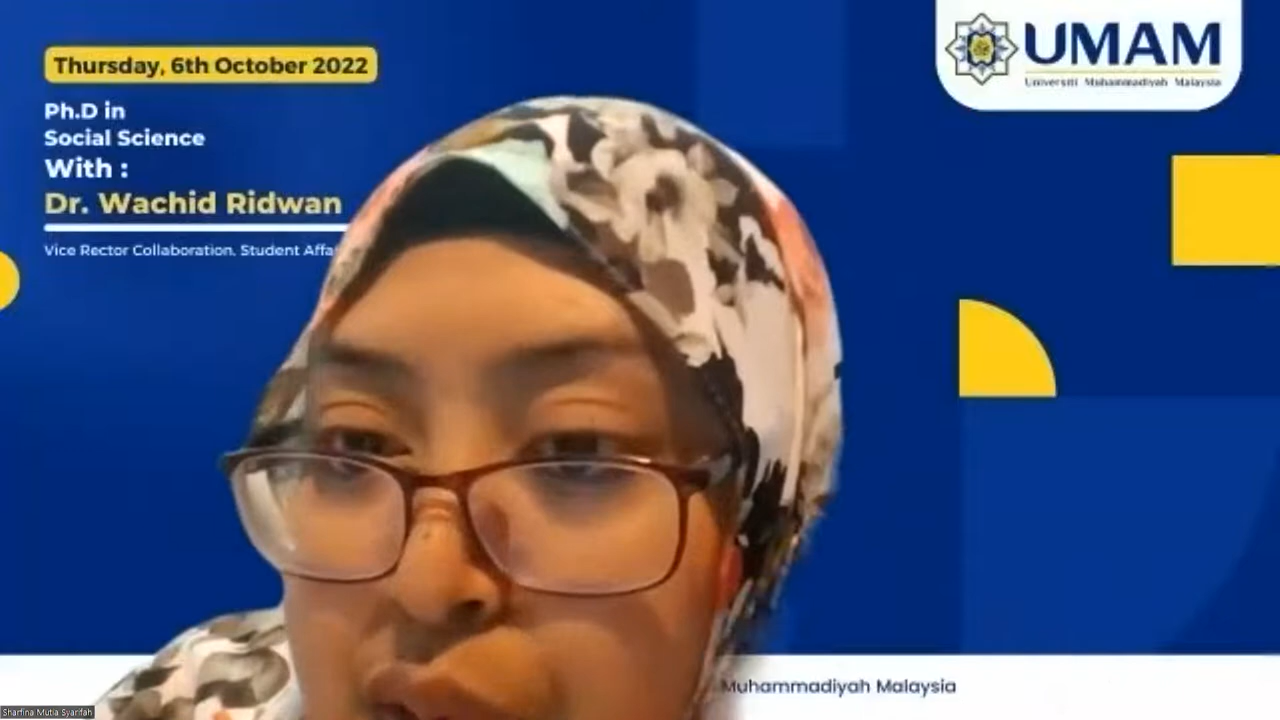 Thursday, 6th October 2022
Ph.D in
Social Science
With :
Dr. Wachid Ridwan
Vice Rector Collaboration, Student Affa
UMAM
Universiti Muhammadiyah Malaysia
Muhammadiyah Malaysia
Sharfina Mutia Syarifah